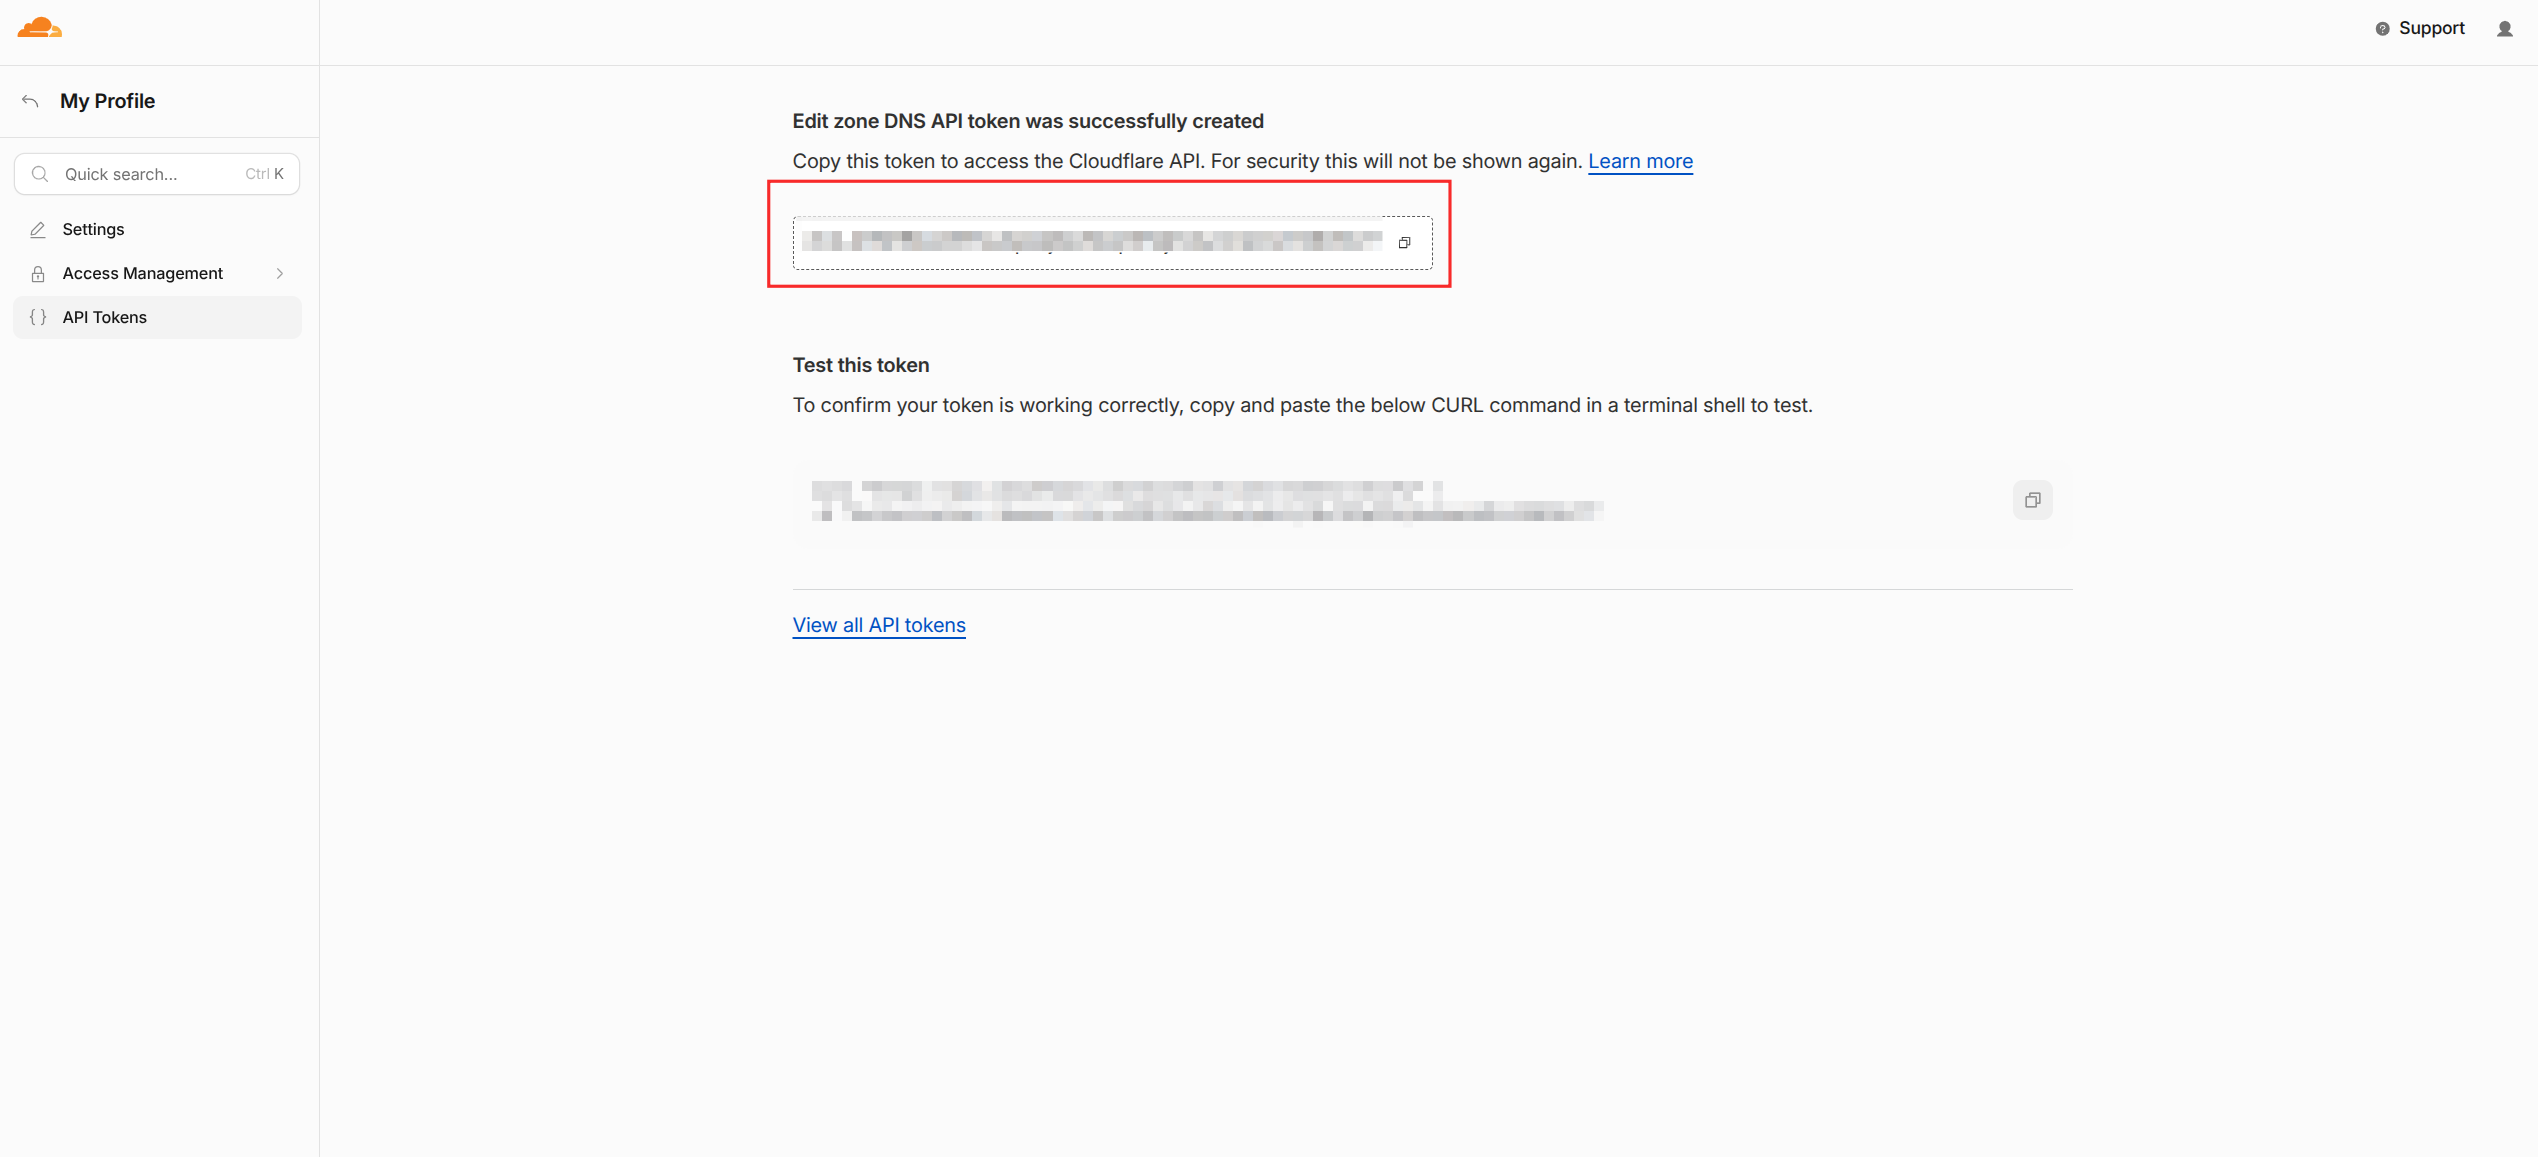 Support
My Profile
Quick search... Ctrl K
Settings
Access Management
API Tokens
Edit zone DNS API token was successfully created
Copy this token to access the Cloudflare API. For security this will not be shown again. Learn more
Test this token
To confirm your token is working correctly, copy and paste the below CURL command in a terminal shell to test.
View all API tokens